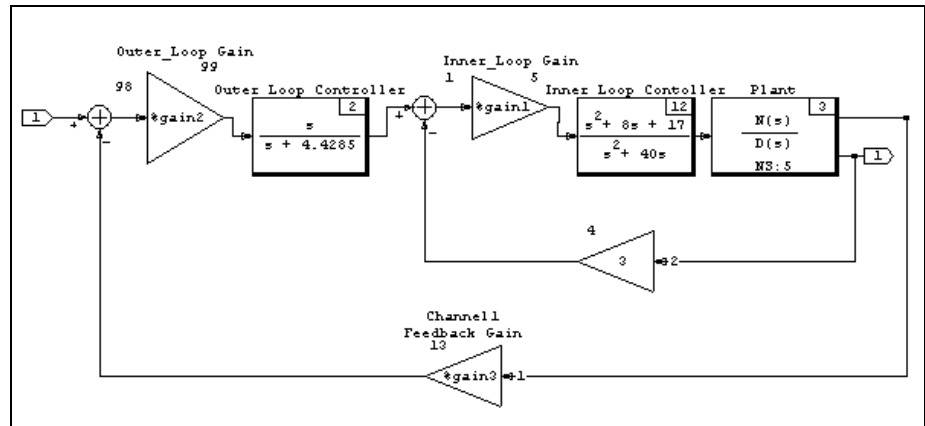 Outer_Loop Gain
99
98
%gain2
1
+
-
Outer Loop Controller
2
s
s + 4.4285
+
-
Inner_Loop Gain
1
5
%gain1
Inner Loop Contoller
12
s² + 8s + 17
s² + 40s
Plant
3
N(s)
D(s)
NS:5
1
4
3
2
Channel1
Feedback Gain
13
%gain3
1